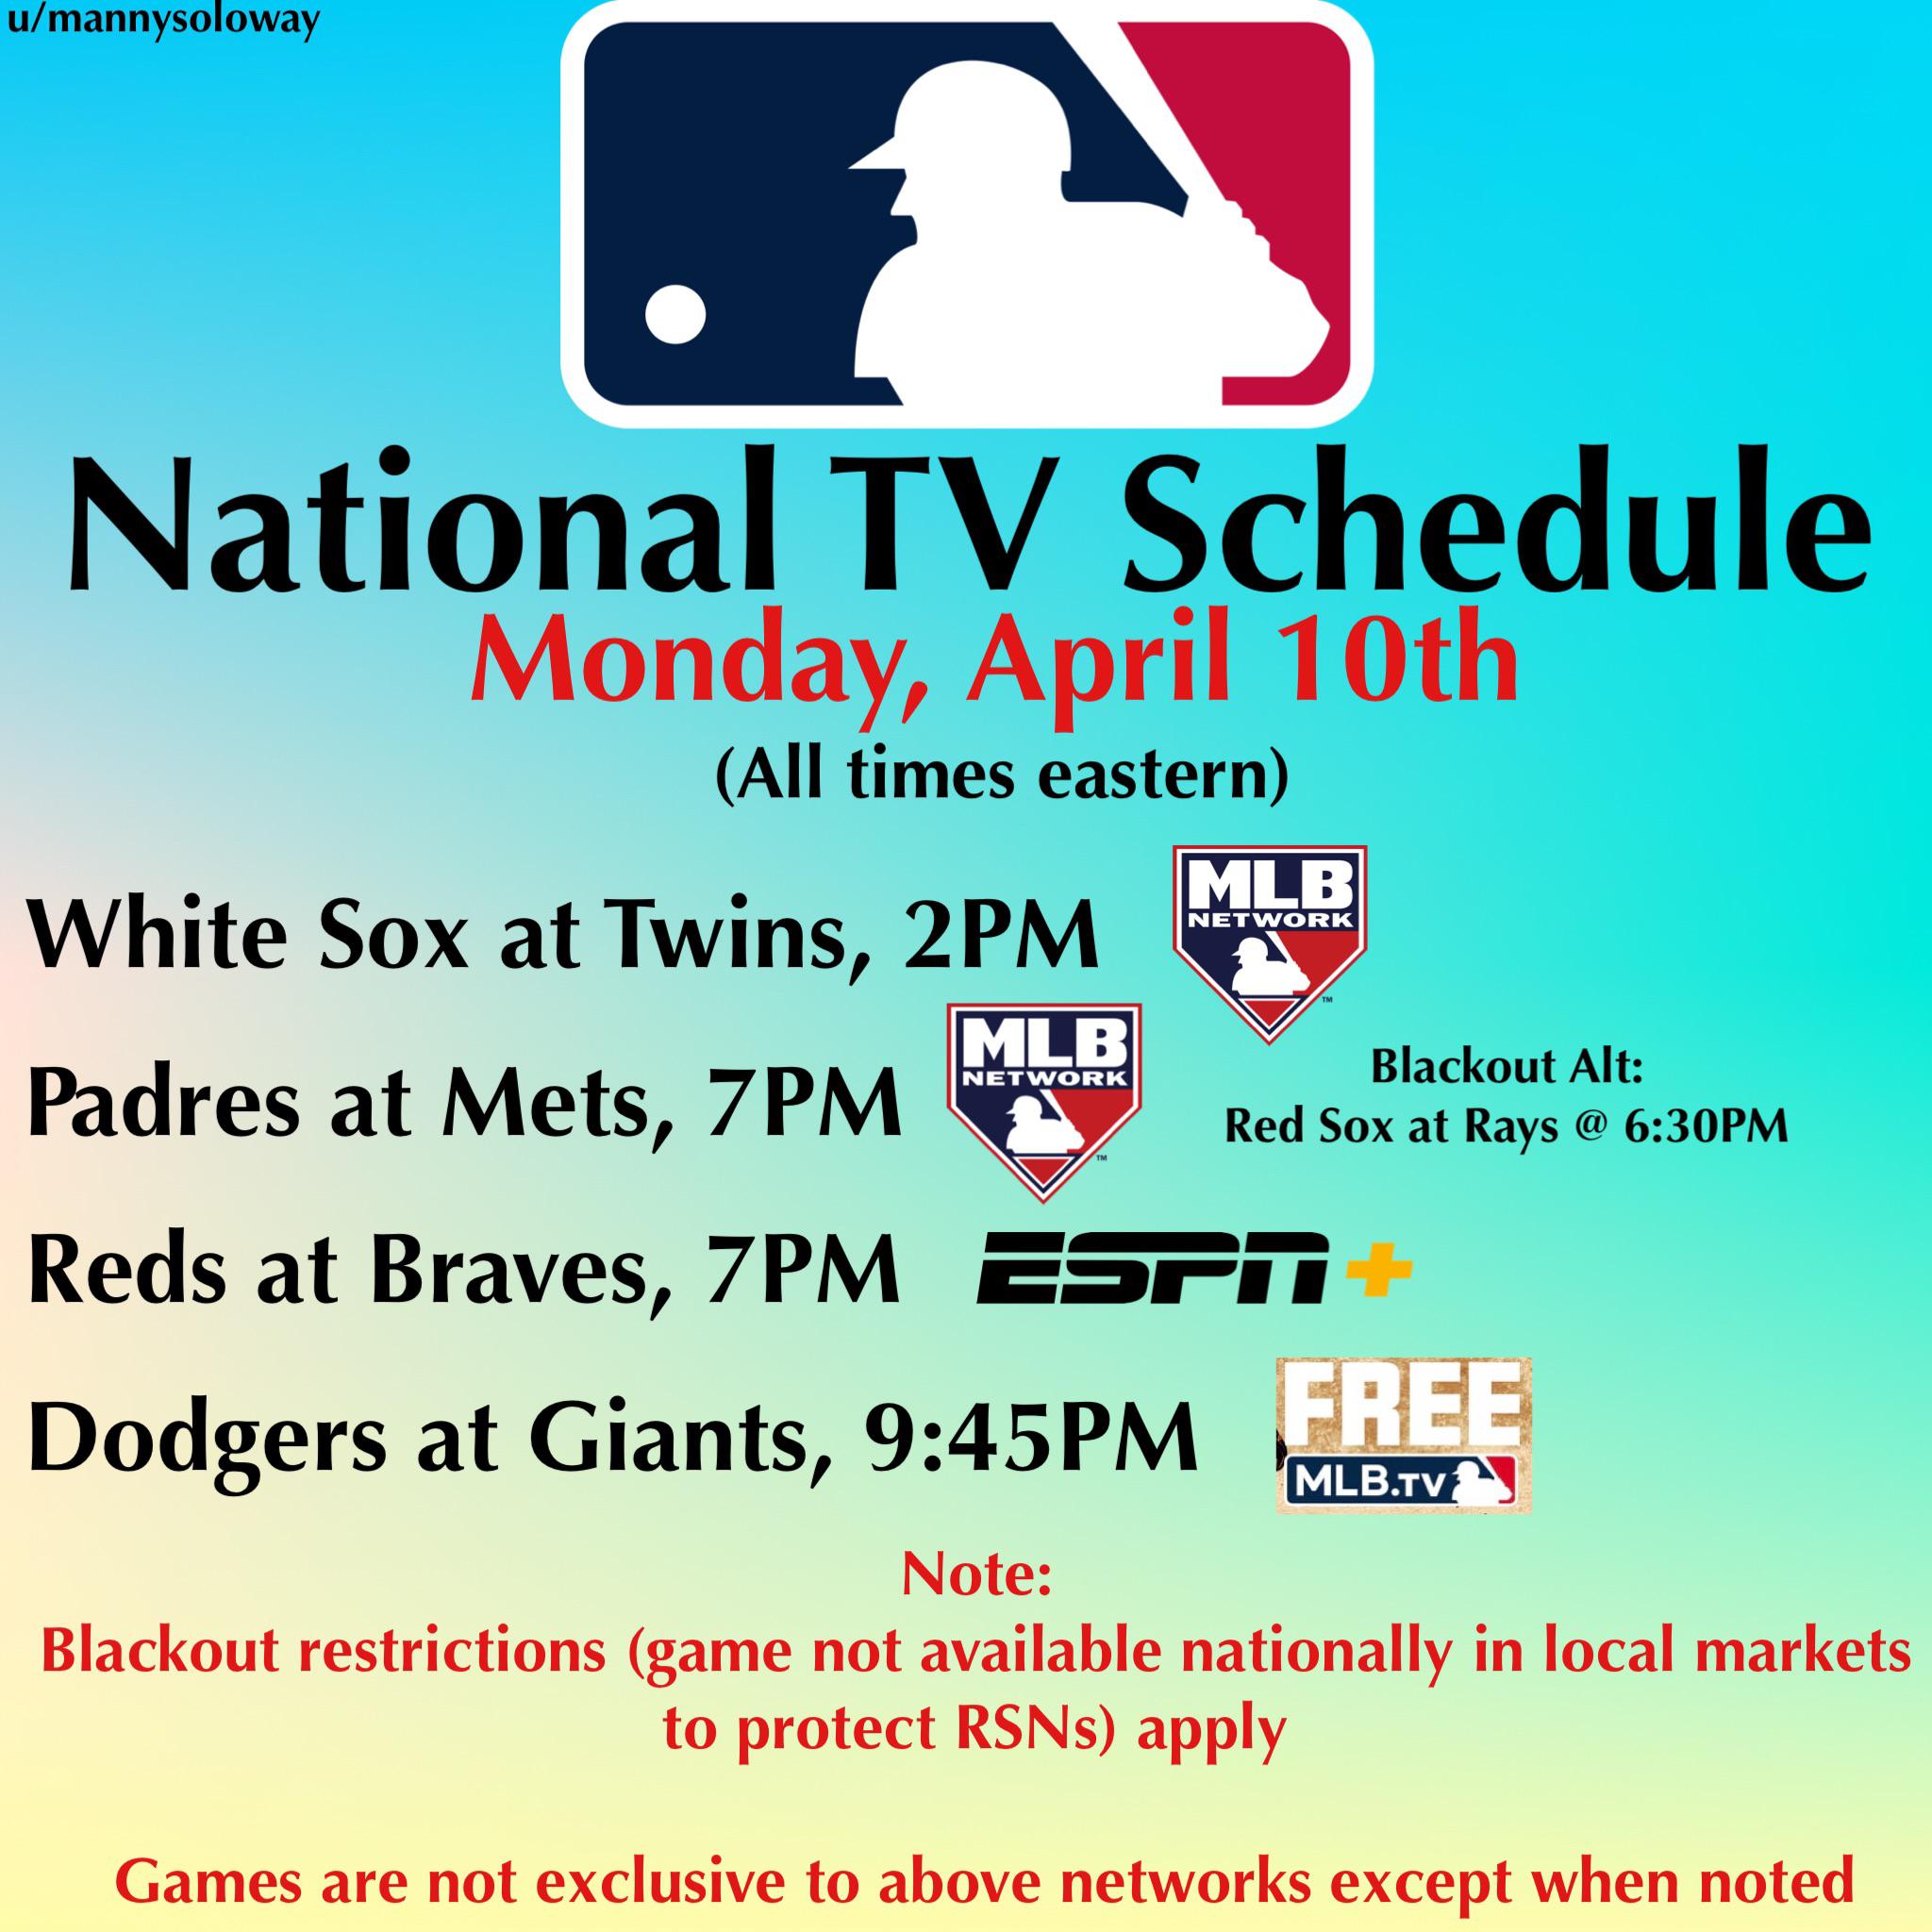 u/mannysoloway
National TV Schedule
Monday, April 10th
(All times eastern)
White Sox at Twins, 2PM
MLB
NETWORK
TM
Padres at Mets, 7PM
MLB
NETWORK
TM
Blackout Alt:
Red Sox at Rays @ 6:30PM
Reds at Braves, 7PM
ESPN+
Dodgers at Giants, 9:45PM
FREE
MLB.TV
Note:
Blackout restrictions (game not available nationally in local markets
to protect RSNs) apply
Games are not exclusive to above networks except when noted